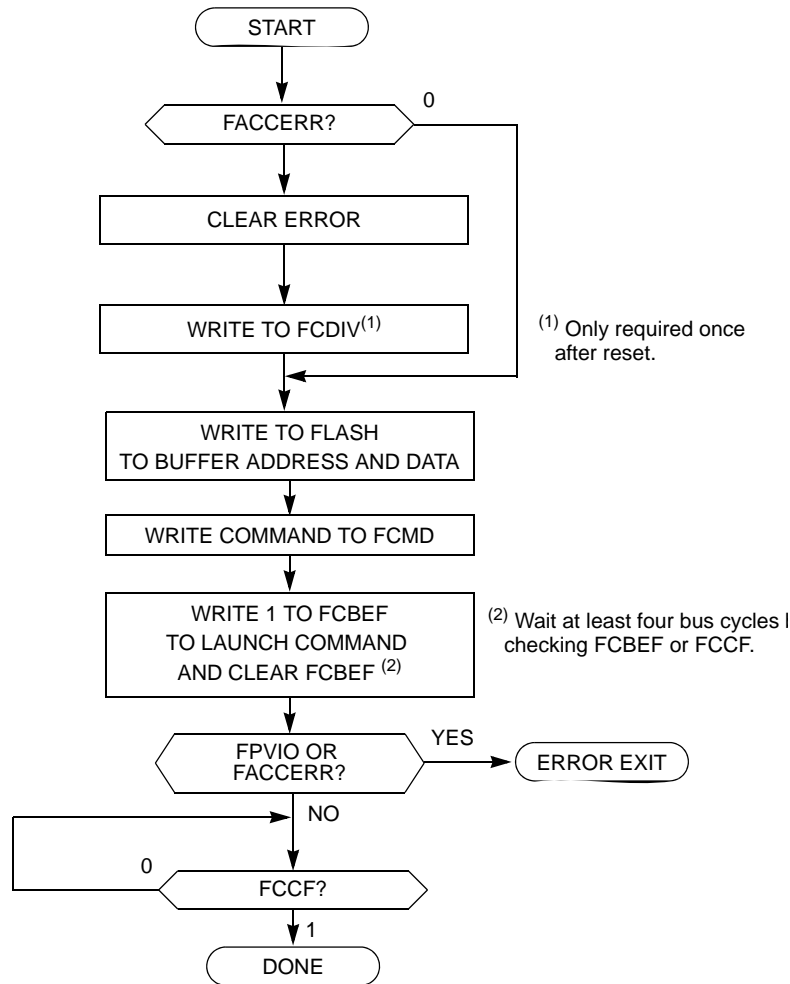 START
0
FACCERR?
CLEAR ERROR
WRITE TO FCDIV(1)
(1) Only required once
after reset.
WRITE TO FLASH
TO BUFFER ADDRESS AND DATA
WRITE COMMAND TO FCMD
WRITE 1 TO FCBEF
TO LAUNCH COMMAND
AND CLEAR FCBEF (2)
(2) Wait at least four bus cycles
checking FCBEF or FCCF.
FPVIO OR
FACCERR?
YES
ERROR EXIT
NO
0
FCCF?
1
DONE